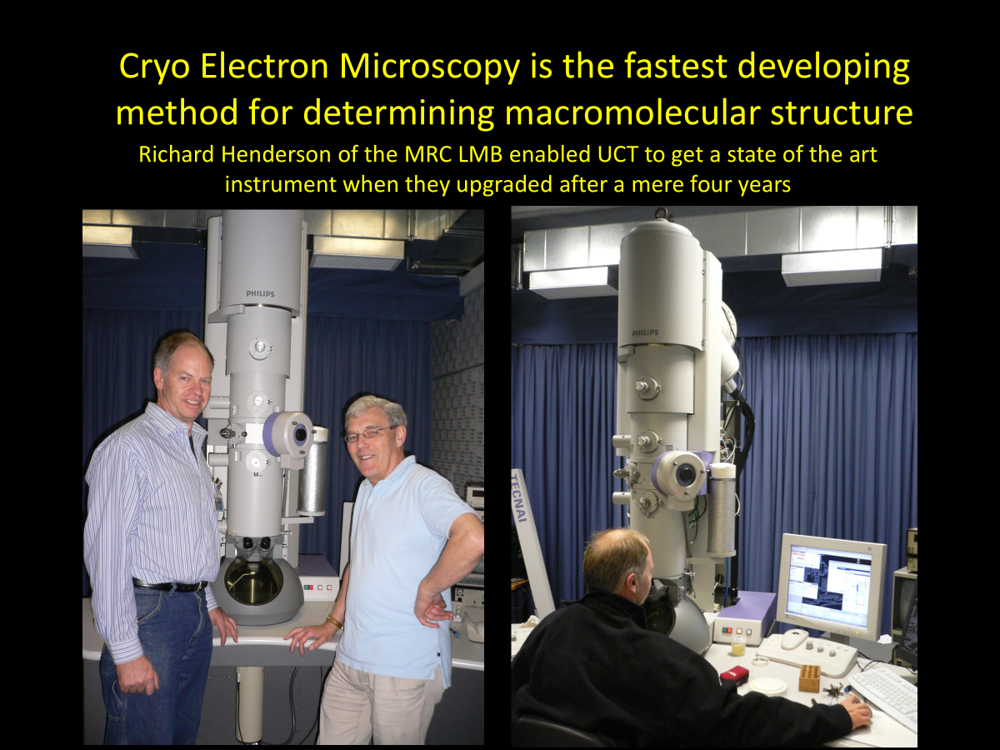 Cryo Electron Microscopy is the fastest developing
method for determining macromolecular structure
Richard Henderson of the MRC LMB enabled UCT to get a state of the art
instrument when they upgraded after a mere four years
PHILIPS
PHILIPS
TECNAI